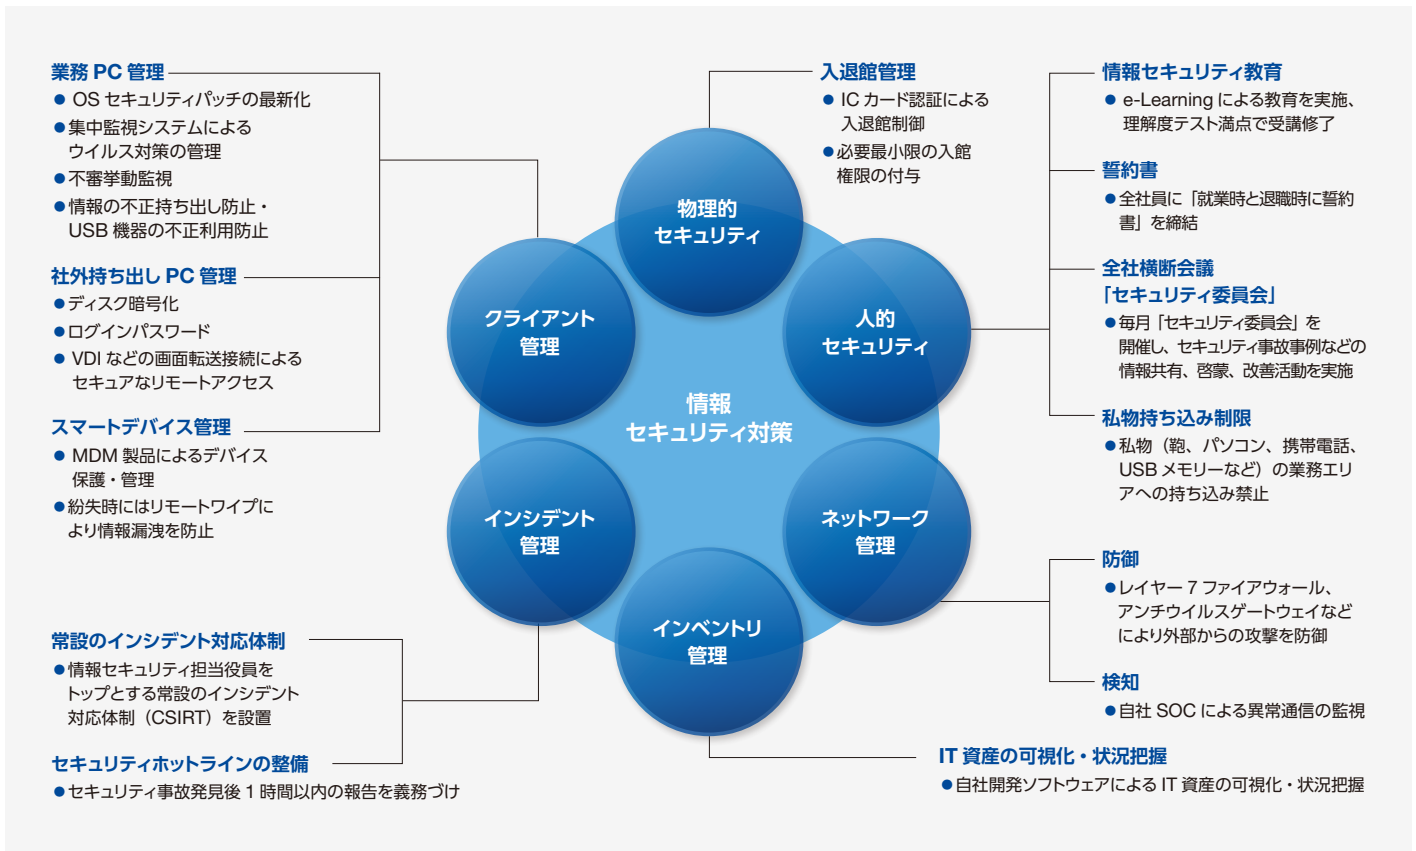 業務 PC 管理
● OS セキュリティパッチの最新化
●集中監視システムによる
ウイルス対策の管理
●不審挙動監視
●情報の不正持ち出し防止・
USB 機器の不正利用防止
社外持ち出し PC 管理
●ディスク暗号化
●ログインパスワード
● VDI などの画面転送接続による
セキュアなリモートアクセス
スマートデバイス管理
● MDM 製品によるデバイス
保護・管理
●紛失時にはリモートワイプに
より情報漏洩を防止
常設のインシデント対応体制
●情報セキュリティ担当役員を
トップとする常設のインシデント
対応体制（CSIRT）を設置
セキュリティホットラインの整備
●セキュリティ事故発見後 1 時間以内の報告を義務づけ
物理的
セキュリティ
クライアント
管理
人的
セキュリティ
情報
セキュリティ対策
インシデント
管理
ネットワーク
管理
インベントリ
管理
入退館管理
● IC カード認証による
入退館制御
●必要最小限の入館
権限の付与
情報セキュリティ教育
● e-Learning による教育を実施、
理解度テスト満点で受講修了
誓約書
●全社員に「就業時と退職時に誓約
書」を締結
全社横断会議
「セキュリティ委員会」
●毎月「セキュリティ委員会」を
開催し、セキュリティ事故事例などの
情報共有、啓蒙、改善活動を実施
私物持ち込み制限
●私物（鞄、パソコン、携帯電話、
USB メモリーなど）の業務エリ
アへの持ち込み禁止
防御
●レイヤー 7 ファイアウォール、
アンチウイルスゲートウェイなど
により外部からの攻撃を防御
検知
●自社 SOC による異常通信の監視
IT 資産の可視化・状況把握
●自社開発ソフトウェアによる IT 資産の可視化・状況把握